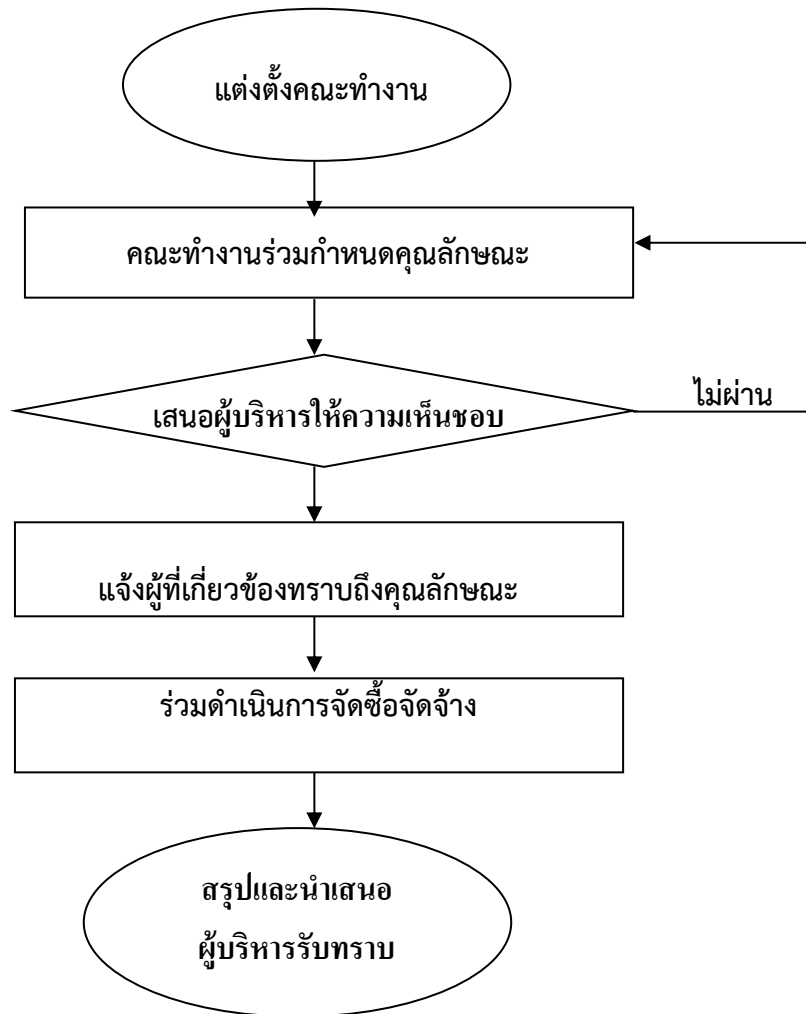 แต่งตั้งคณะทำงาน
คณะทำงานร่วมกำหนดคุณลักษณะ
เสนอผู้บริหารให้ความเห็นชอบ
ไม่ผ่าน
แจ้งผู้ที่เกี่ยวข้องทราบถึงคุณลักษณะ
ร่วมดำเนินการจัดซื้อจัดจ้าง
สรุปและนำเสนอ
ผู้บริหารรับทราบ